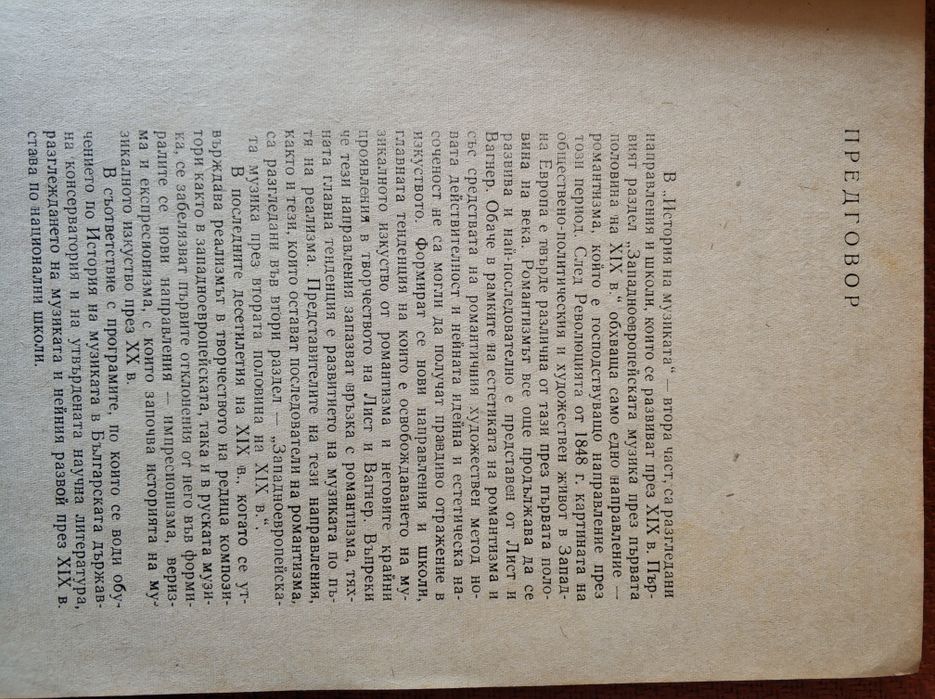 ПРЕДГОВОР
В „История на музиката“ — втора част, са разгледани
направления и школи, които се развиват през XIX в. Пър-
вият раздел „Западноевропейската музика през първата
половина на XIX в.“ обхваща само едно направление —
романтизма, който е господствуващо направление през
този период. След Революцията от 1848 г. картината на
обществено-политическия и художествен живот в Запад-
на Европа е твърде различна от тази през първата поло-
вина на века. Романтизмът все още продължава да се
развива и най-последователно е представен от Лист и
Вагнер. Обаче в рамките на естетиката на романтизма и
със средствата на романтичния художествен метод но-
вата действителност и нейната идейна и естетическа на-
соченост не са могли да получат правдиво отражение в
изкуството. Формират се нови направления и школи,
главната тенденция на които е освобождаването на му-
зикалното изкуство от романтизма и неговите крайни
проявления в творчеството на Лист и Вагнер. Въпреки
че тези направления запазват връзка с романтизма, тях-
ната главна тенденция е развитието на музиката по пъ-
тя на реализма. Представителите на тези направления,
както и тези, които остават последователи на романтизма,
са разгледани във втори раздел — „Западноевропейска-
та музика през втората половина на XIX в.“
В последните десетилетия на XIX в., когато се ут-
върждава реализмът в творчеството на редица компози-
тори както в западноевропейската, така и в руската музи-
ка, се забелязват първите отклонения от него във форми-
ралите се нови направления — импресионизма, вериз-
ма и експресионизма, с които започва историята на му-
зикалното изкуство през XX в.
В съответствие с програмите, по които се води обу-
чението по История на музиката в Българската държав-
на консерватория и утвърдената научна литература,
разглеждането на музиката и нейния развой през XIX в.
става по национални школи.